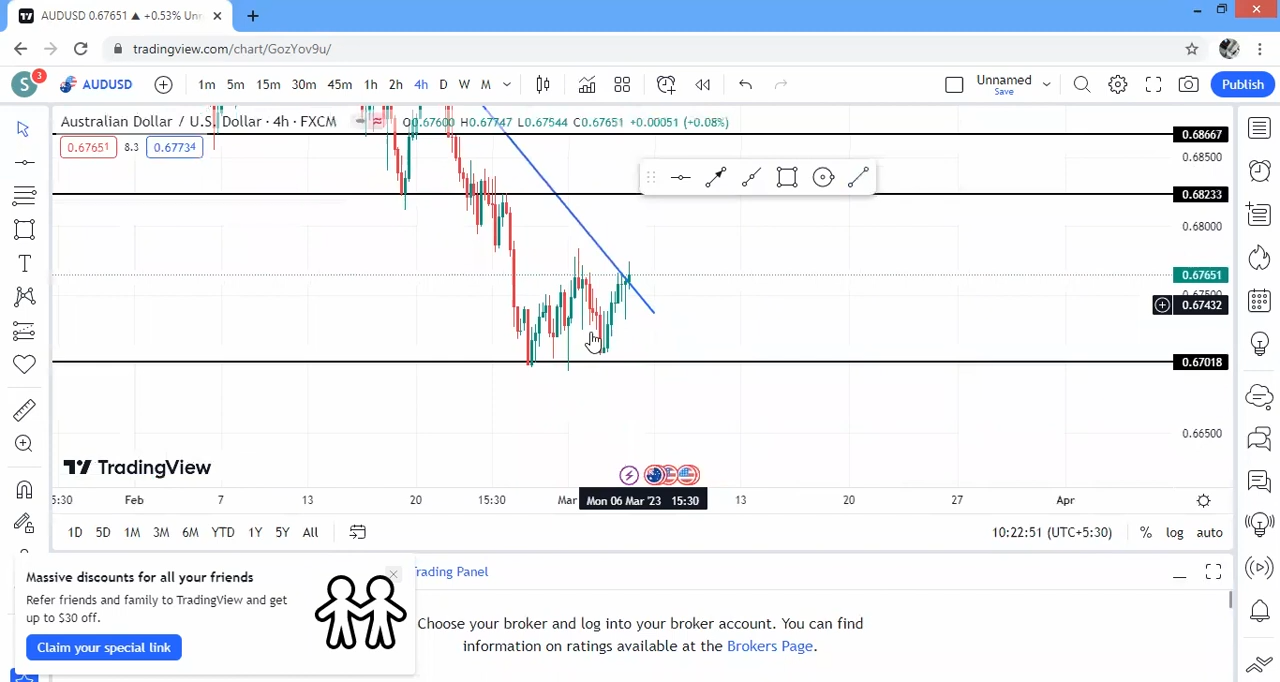 AUDUSD 0.67651 ▲ +0.53% Unn
tradingview.com/chart/GozYov9u/
S 3 AUDUSD 1m 5m 15m 30m 45m 1h 2h 4h D W M Unnamed Save Publish
Australian Dollar / U.S. Dollar · 4h · FXCM O0.67600 H0.67747 L0.67544 C0.67651 +0.00051 (+0.08%)
0.67651 8.3 0.67734
0.68667
0.68500
0.68233
0.68000
0.67651
0.67500
0.67432
0.67018
0.66500
TradingView
5:30 Feb 7 13 20 15:30 Mar Mon 06 Mar '23 15:30 13 20 27 Apr
1D 5D 1M 3M 6M YTD 1Y 5Y All 10:22:51 (UTC+5:30) % log auto
Trading Panel
Massive discounts for all your friends
Refer friends and family to TradingView and get
up to $30 off.
Claim your special link
Choose your broker and log into your broker account. You can find
information on ratings available at the Brokers Page.